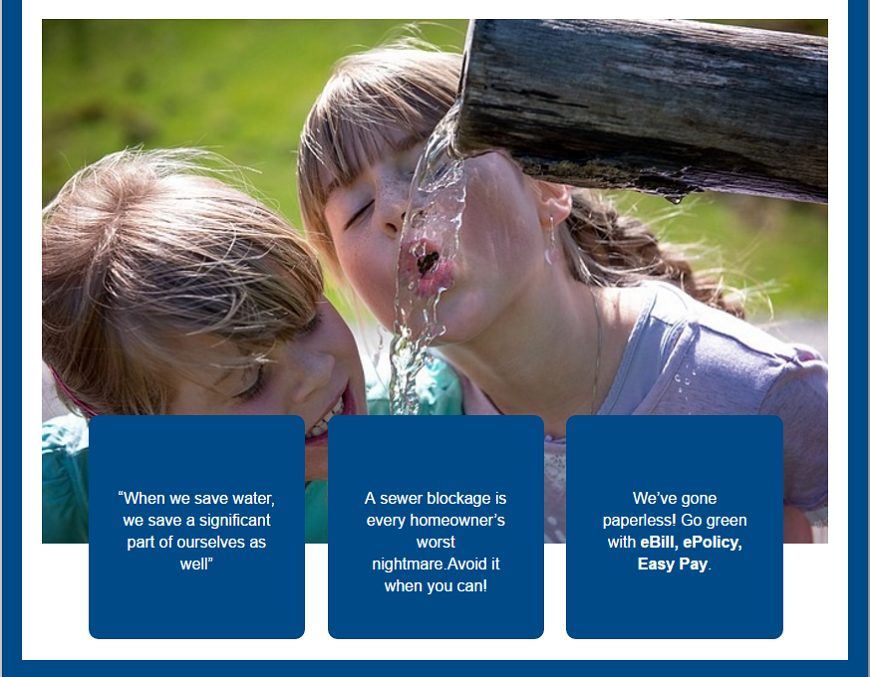 “When we save water,
we save a significant
part of ourselves as
well”
A sewer blockage is
every homeowner’s
worst
nightmare.Avoid it
when you can!
We’ve gone
paperless! Go green
with eBill, ePolicy,
Easy Pay.